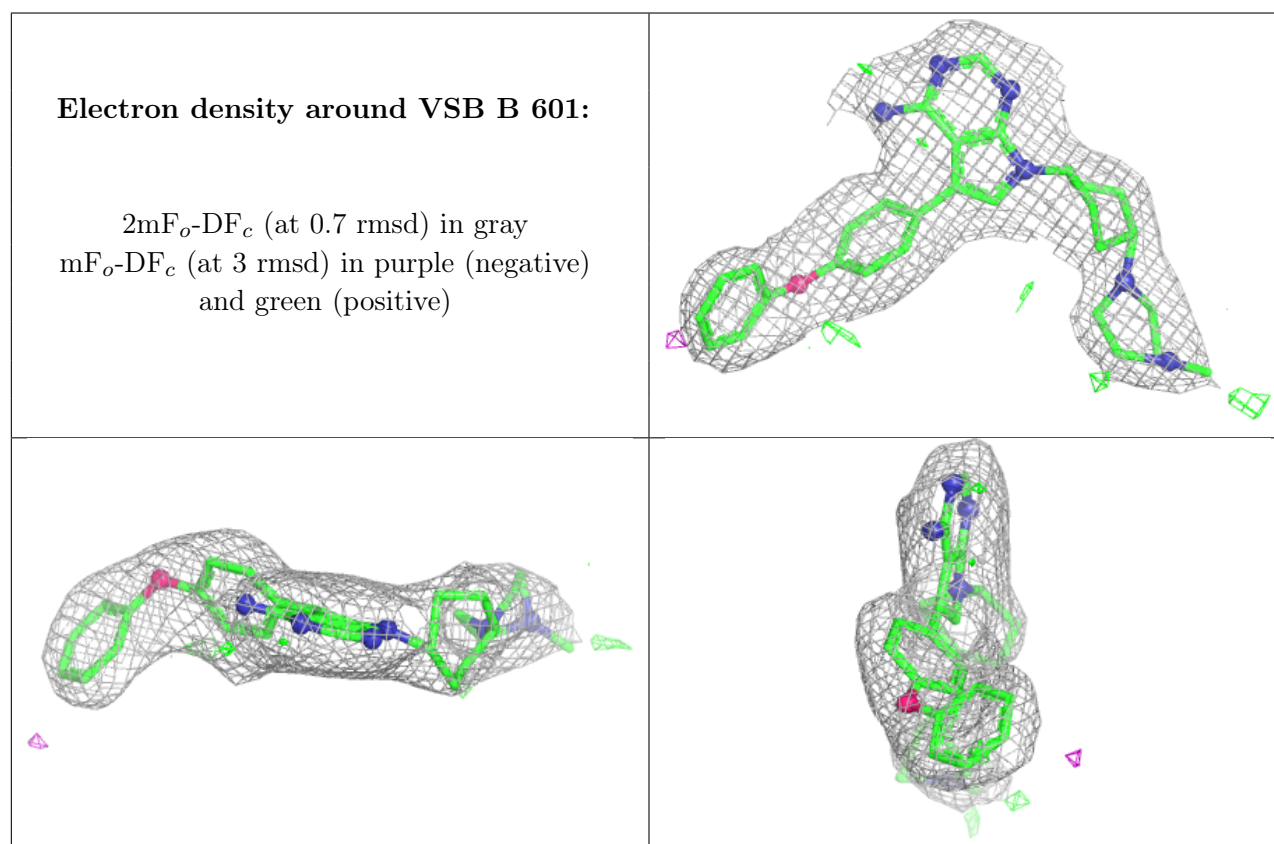 Electron density around VSB B 601:
2mFo-DFc (at 0.7 rmsd) in gray
mFo-DFc (at 3 rmsd) in purple (negative)
and green (positive)